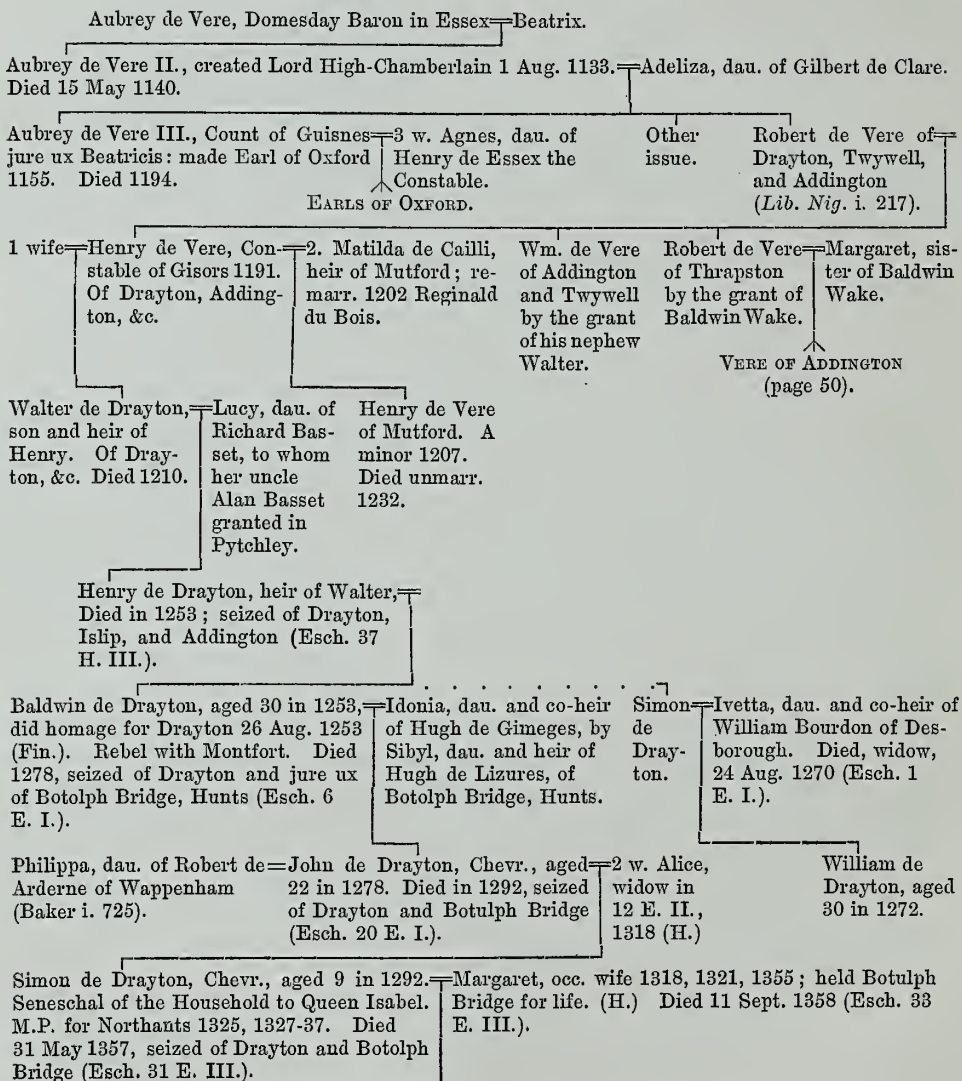 Aubrey de Vere, Domesday Baron in Essex=Beatrix.
Aubrey de Vere II., created Lord High-Chamberlain 1 Aug. 1133.=Adeliza, dau. of Gilbert de Clare.
Died 15 May 1140.
Aubrey de Vere III., Count of Guisnes
jure ux Beatricis: made Earl of Oxford
1155. Died 1194.
=3 w. Agnes, dau. of
Henry de Essex the
Constable.
EARLS OF OXFORD.
Other
issue.
Robert de Vere of=
Drayton, Twywell,
and Addington
(Lib. Nig. i. 217).
1 wife=Henry de Vere, Con-
stable of Gisors 1191.
Of Drayton, Adding-
ton, &c.
=2. Matilda de Cailli,
heir of Mutford; re-
marr. 1202 Reginald
du Bois.
Wm. de Vere
of Addington
and Twywell
by the grant
of his nephew
Walter.
Robert de Vere
of Thrapston
by the grant of
Baldwin Wake.
=Margaret, sis-
ter of Baldwin
Wake.
VERE OF ADDINGTON
(page 50).
Walter de Drayton,
son and heir of
Henry. Of Dray-
ton, &c. Died 1210.
=Lucy, dau. of
Richard Bas-
set, to whom
her uncle
Alan Basset
granted in
Pytchley.
Henry de Vere
of Mutford. A
minor 1207.
Died unmarr.
1232.
Henry de Drayton, heir of Walter,=
Died in 1253; seized of Drayton,
Islip, and Addington (Esch. 37
H. III.).
Baldwin de Drayton, aged 30 in 1253,
did homage for Drayton 26 Aug. 1253
(Fin.). Rebel with Montfort. Died
1278, seized of Drayton and jure ux
of Botolph Bridge, Hunts (Esch. 6
E. I.).
=Idonia, dau. and co-heir
of Hugh de Gimeges, by
Sibyl, dau. and heir of
Hugh de Lizures, of
Botolph Bridge, Hunts.
Simon
de
Dray-
ton.
=Ivetta, dau. and co-heir of
William Bourdon of Des-
borough. Died, widow,
24 Aug. 1270 (Esch. 1
E. I.).
Philippa, dau. of Robert de
Arderne of Wappenham
(Baker i. 725).
=John de Drayton, Chevr., aged
22 in 1278. Died in 1292, seized
of Drayton and Botulph Bridge
(Esch. 20 E. I.).
=2 w. Alice,
widow in
12 E. II.,
1318 (H.)
William de
Drayton, aged
30 in 1272.
Simon de Drayton, Chevr., aged 9 in 1292.
Seneschal of the Household to Queen Isabel.
M.P. for Northants 1325, 1327-37. Died
31 May 1357, seized of Drayton and Botolph
Bridge (Esch. 31 E. III.).
=Margaret, occ. wife 1318, 1321, 1355; held Botulph
Bridge for life. (H.) Died 11 Sept. 1358 (Esch. 33
E. III.).